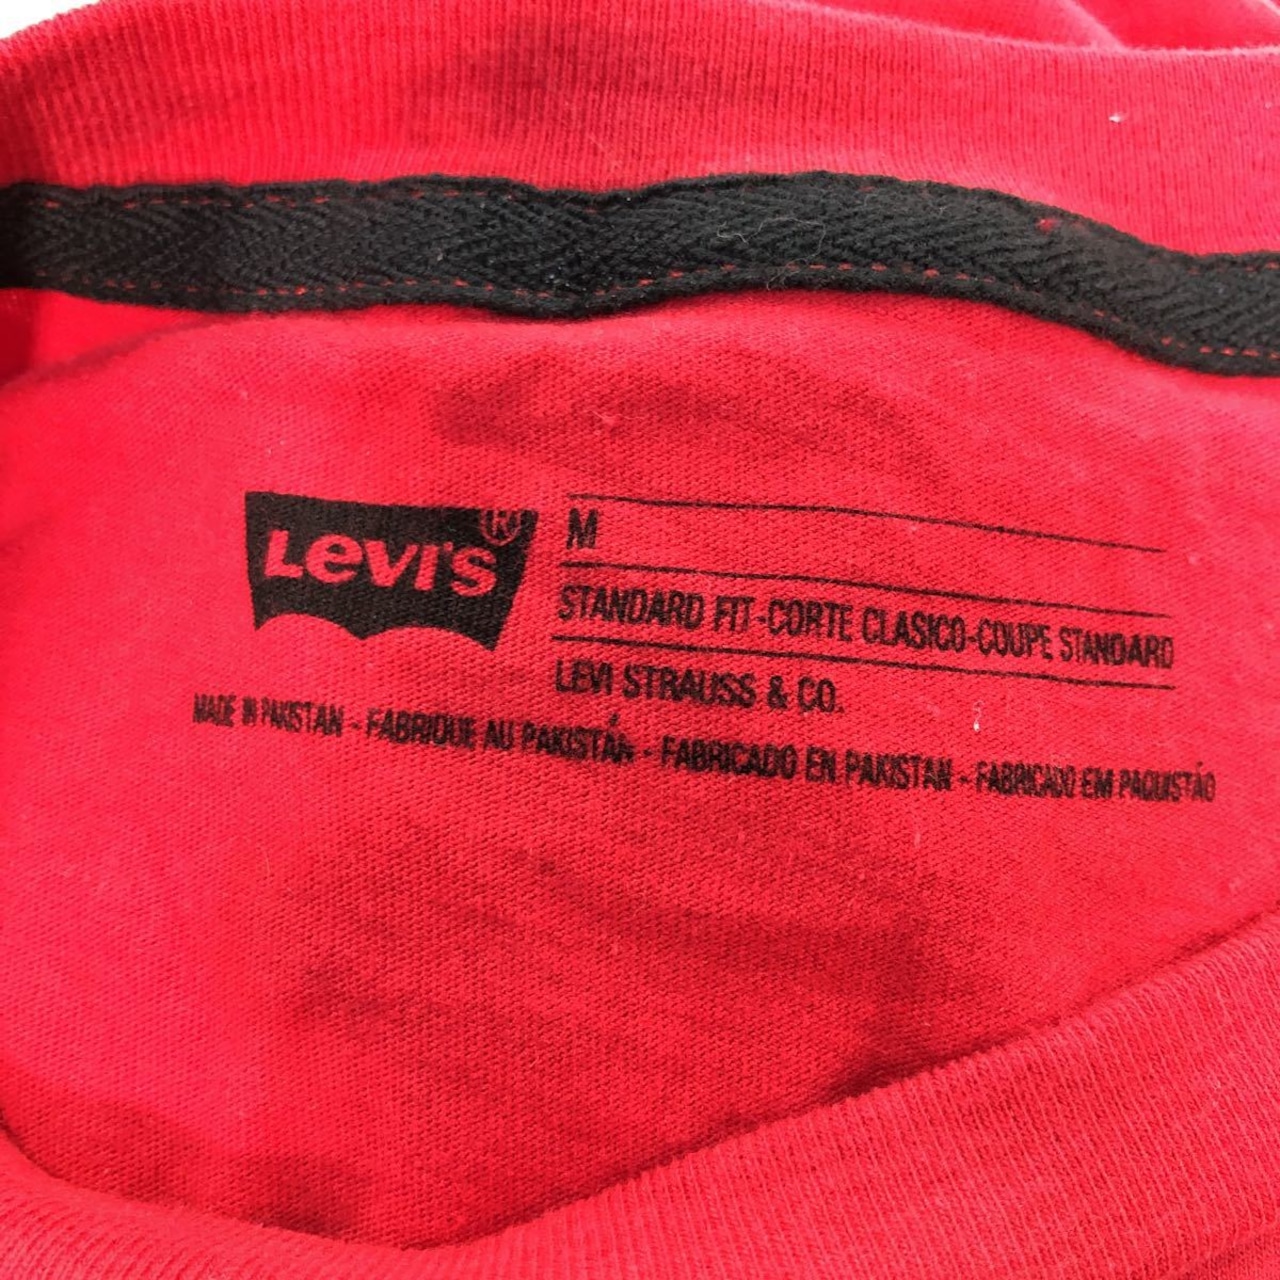 Levi's®
M
STANDARD FIT-CORTE CLASICO-COUPE STANDARD
LEVI STRAUSS & CO.
MADE IN PAKISTAN - FABRIQUE AU PAKISTÁN - FABRICADO EN PAKISTAN - FABRICADO EM PAQUISTÃO